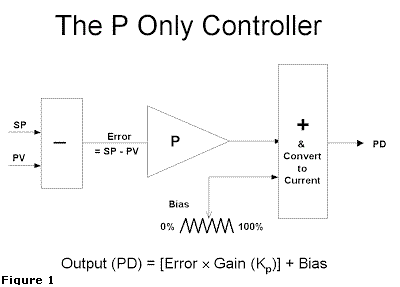 The P Only Controller
SP
PV
−
Error
= SP - PV
P
+
& Convert to Current
PD
Bias
0%
100%
Output (PD) = [Error × Gain (Kp)] + Bias
Figure 1